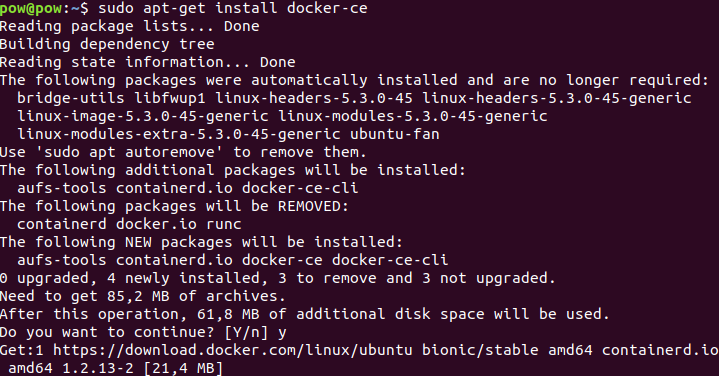 pow@pow:~$ sudo apt-get install docker-ce
Reading package lists... Done
Building dependency tree
Reading state information... Done
The following packages were automatically installed and are no longer required:
  bridge-utils libfwup1 linux-headers-5.3.0-45 linux-headers-5.3.0-45-generic
  linux-image-5.3.0-45-generic linux-modules-5.3.0-45-generic
  linux-modules-extra-5.3.0-45-generic ubuntu-fan
Use 'sudo apt autoremove' to remove them.
The following additional packages will be installed:
  aufs-tools containerd.io docker-ce-cli
The following packages will be REMOVED:
  containerd docker.io runc
The following NEW packages will be installed:
  aufs-tools containerd.io docker-ce docker-ce-cli
0 upgraded, 4 newly installed, 3 to remove and 3 not upgraded.
Need to get 85,2 MB of archives.
After this operation, 61,8 MB of additional disk space will be used.
Do you want to continue? [Y/n] y
Get:1 https://download.docker.com/linux/ubuntu bionic/stable amd64 containerd.io
 amd64 1.2.13-2 [21,4 MB]